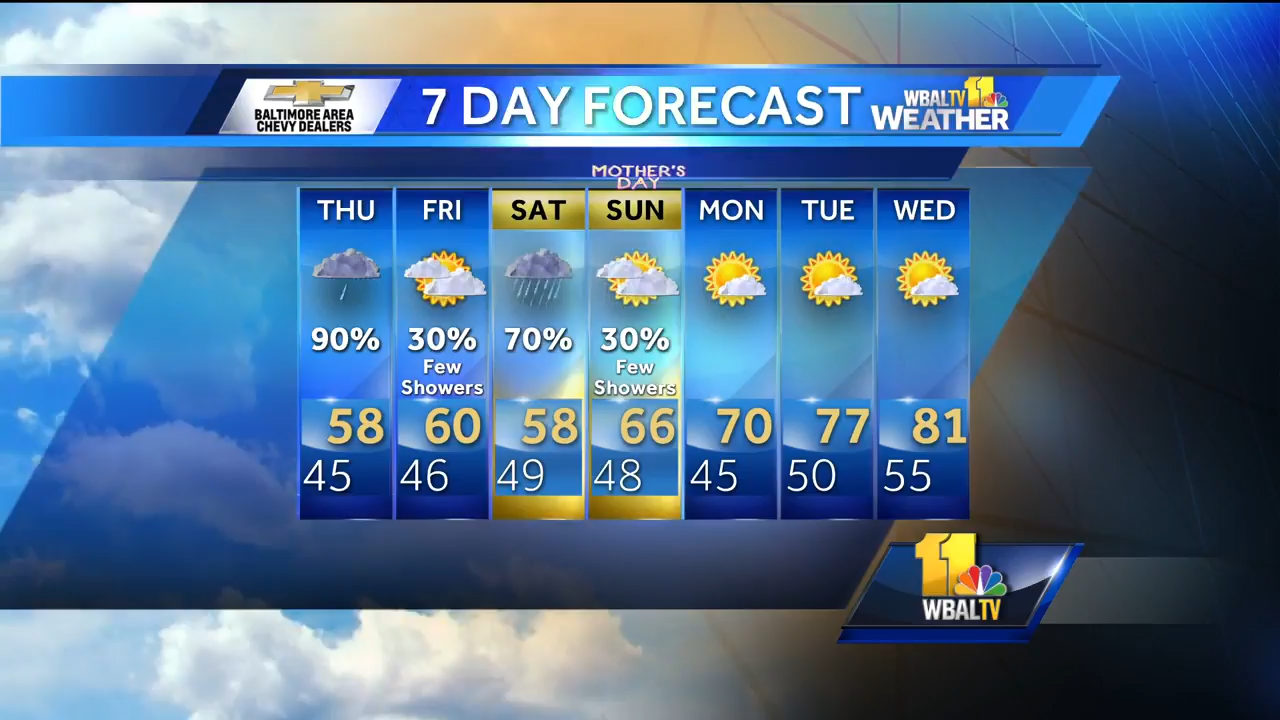 BALTIMORE AREA
CHEVY DEALERS
7 DAY FORECAST
WBALTV 11
WEATHER
MOTHER'S
DAY
THU FRI SAT SUN MON TUE WED
90% 30% 70% 30%
Few Few
Showers Showers
58 60 58 66 70 77 81
45 46 49 48 45 50 55
11
WBALTV